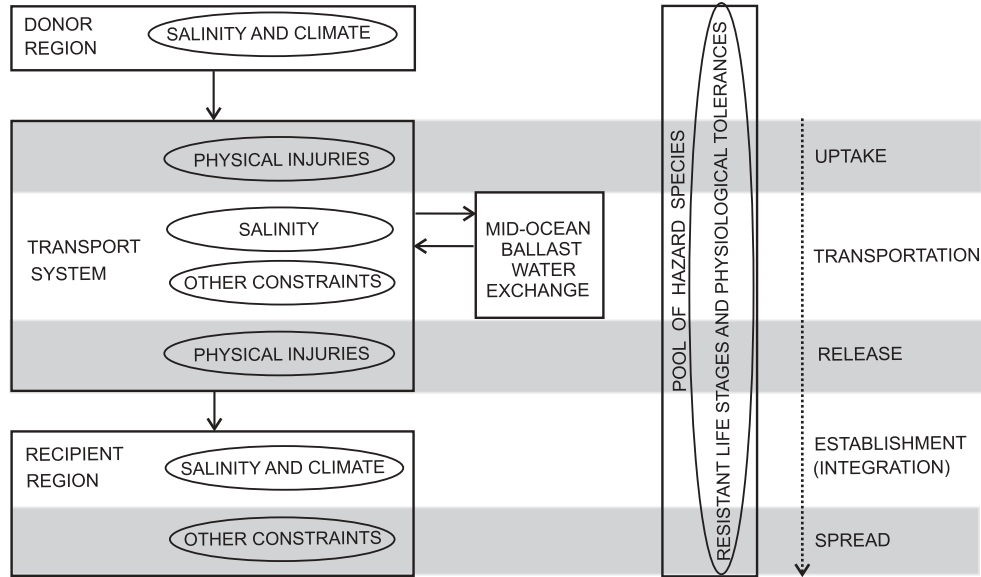 DONOR
REGION
SALINITY AND CLIMATE
PHYSICAL INJURIES
TRANSPORT
SYSTEM
SALINITY
OTHER CONSTRAINTS
PHYSICAL INJURIES
MID-OCEAN
BALLAST
WATER
EXCHANGE
RECIPIENT
REGION
SALINITY AND CLIMATE
OTHER CONSTRAINTS
POOL OF HAZARD SPECIES
RESISTANT LIFE STAGES AND PHYSIOLOGICAL TOLERANCES
UPTAKE
TRANSPORTATION
RELEASE
ESTABLISHMENT
(INTEGRATION)
SPREAD